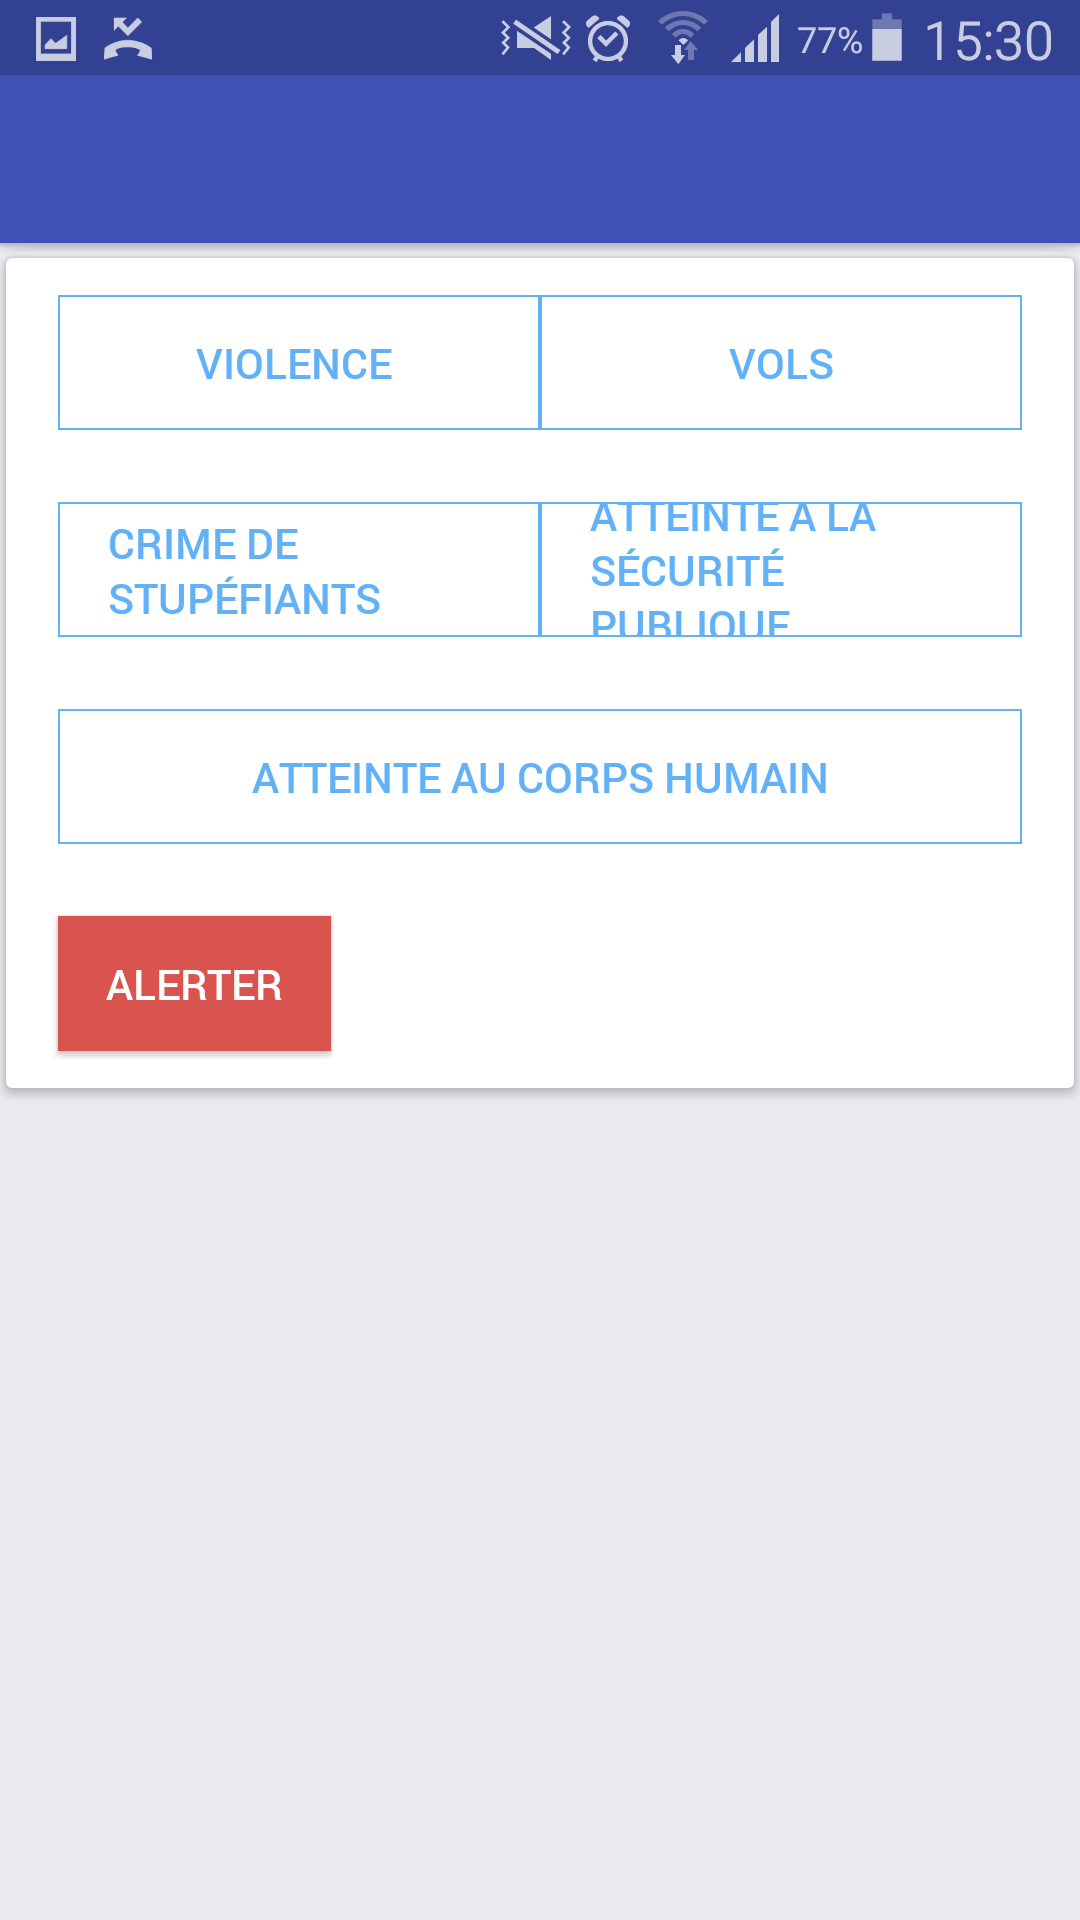 77% 15:30
VIOLENCE VOLS
CRIME DE
STUPÉFIANTS
ATTEINTE A LA
SÉCURITÉ
PUBLIQUE
ATTEINTE AU CORPS HUMAIN
ALERTER